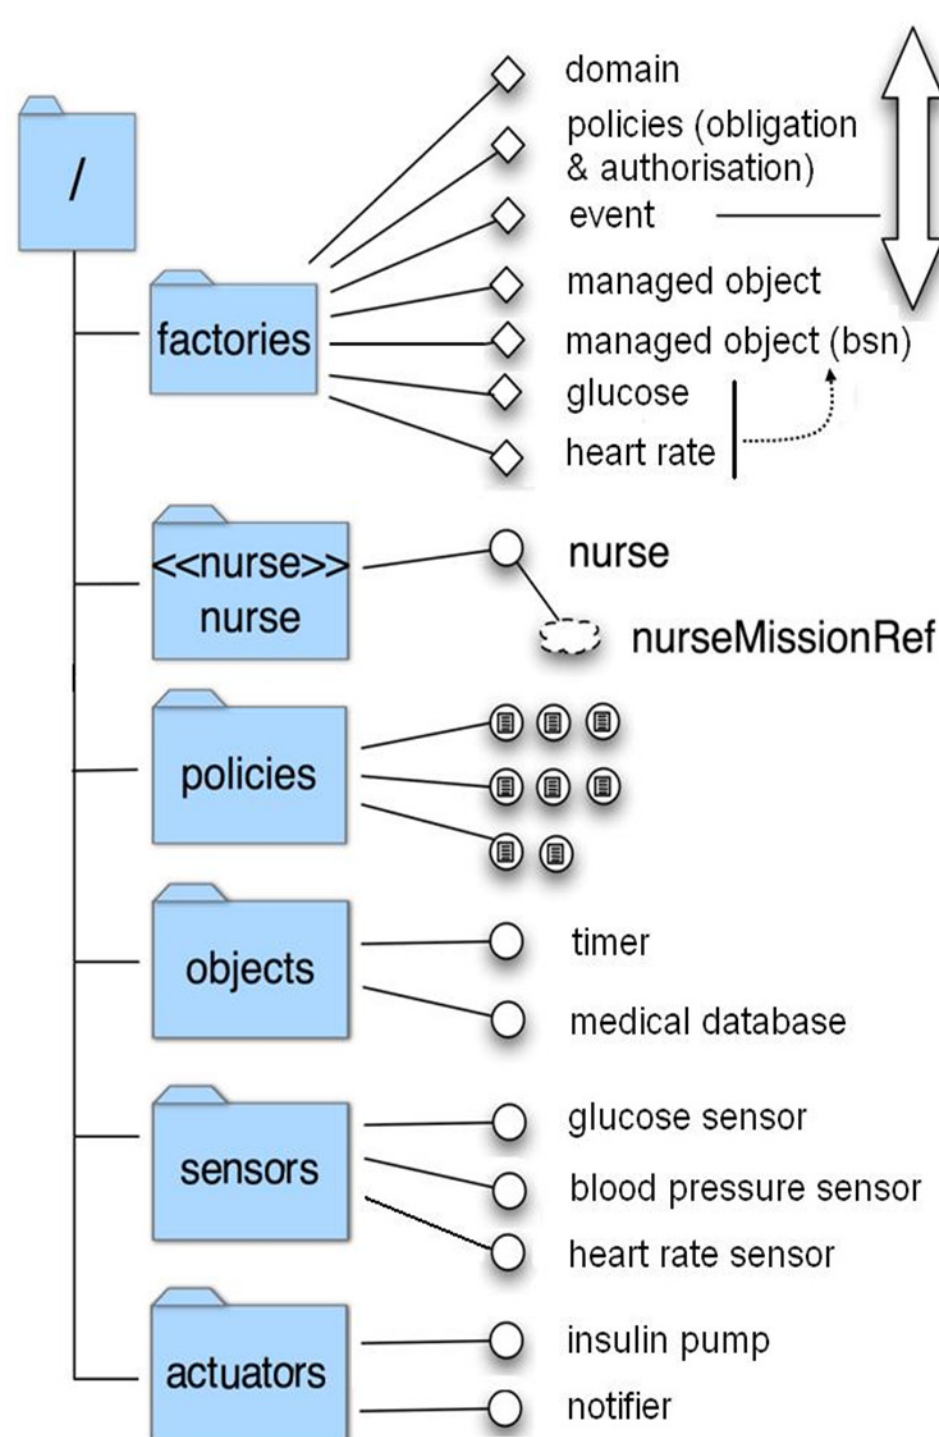 /
domain
policies (obligation
& authorisation)
event
managed object
managed object (bsn)
glucose
heart rate
factories
<<nurse>>
nurse
nurse
nurseMissionRef
policies
objects
timer
medical database
sensors
glucose sensor
blood pressure sensor
heart rate sensor
actuators
insulin pump
notifier